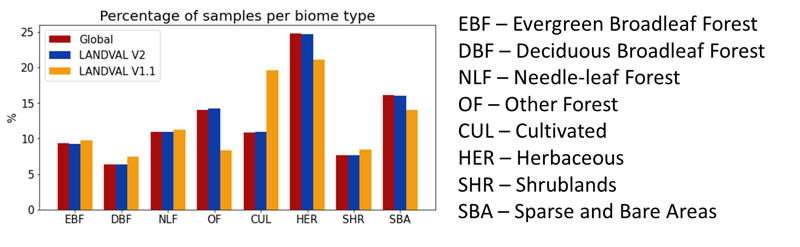 Percentage of samples per biome type
Global
LANDVAL V2
LANDVAL V1.1
%
25
20
15
10
5
0
EBF DBF NLF OF CUL HER SHR SBA
EBF – Evergreen Broadleaf Forest
DBF – Deciduous Broadleaf Forest
NLF – Needle-leaf Forest
OF – Other Forest
CUL – Cultivated
HER – Herbaceous
SHR – Shrublands
SBA – Sparse and Bare Areas